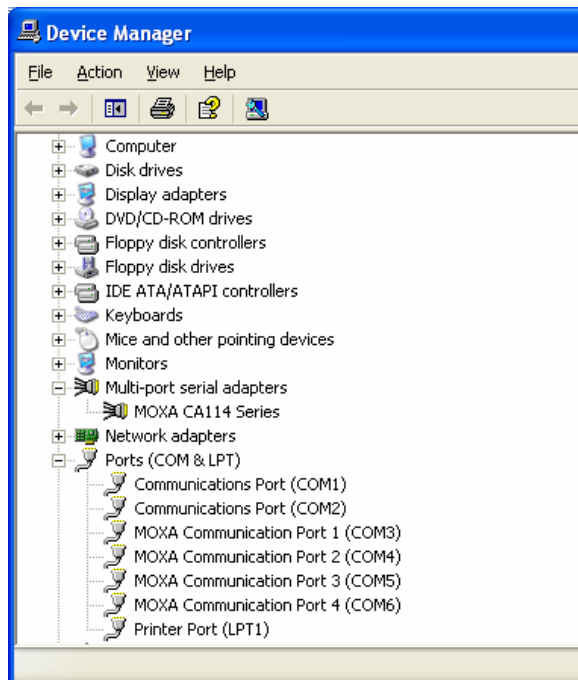 Device Manager
File Action View Help
Computer
Disk drives
Display adapters
DVD/CD-ROM drives
Floppy disk controllers
Floppy disk drives
IDE ATA/ATAPI controllers
Keyboards
Mice and other pointing devices
Monitors
Multi-port serial adapters
MOXA CA114 Series
Network adapters
Ports (COM & LPT)
Communications Port (COM1)
Communications Port (COM2)
MOXA Communication Port 1 (COM3)
MOXA Communication Port 2 (COM4)
MOXA Communication Port 3 (COM5)
MOXA Communication Port 4 (COM6)
Printer Port (LPT1)